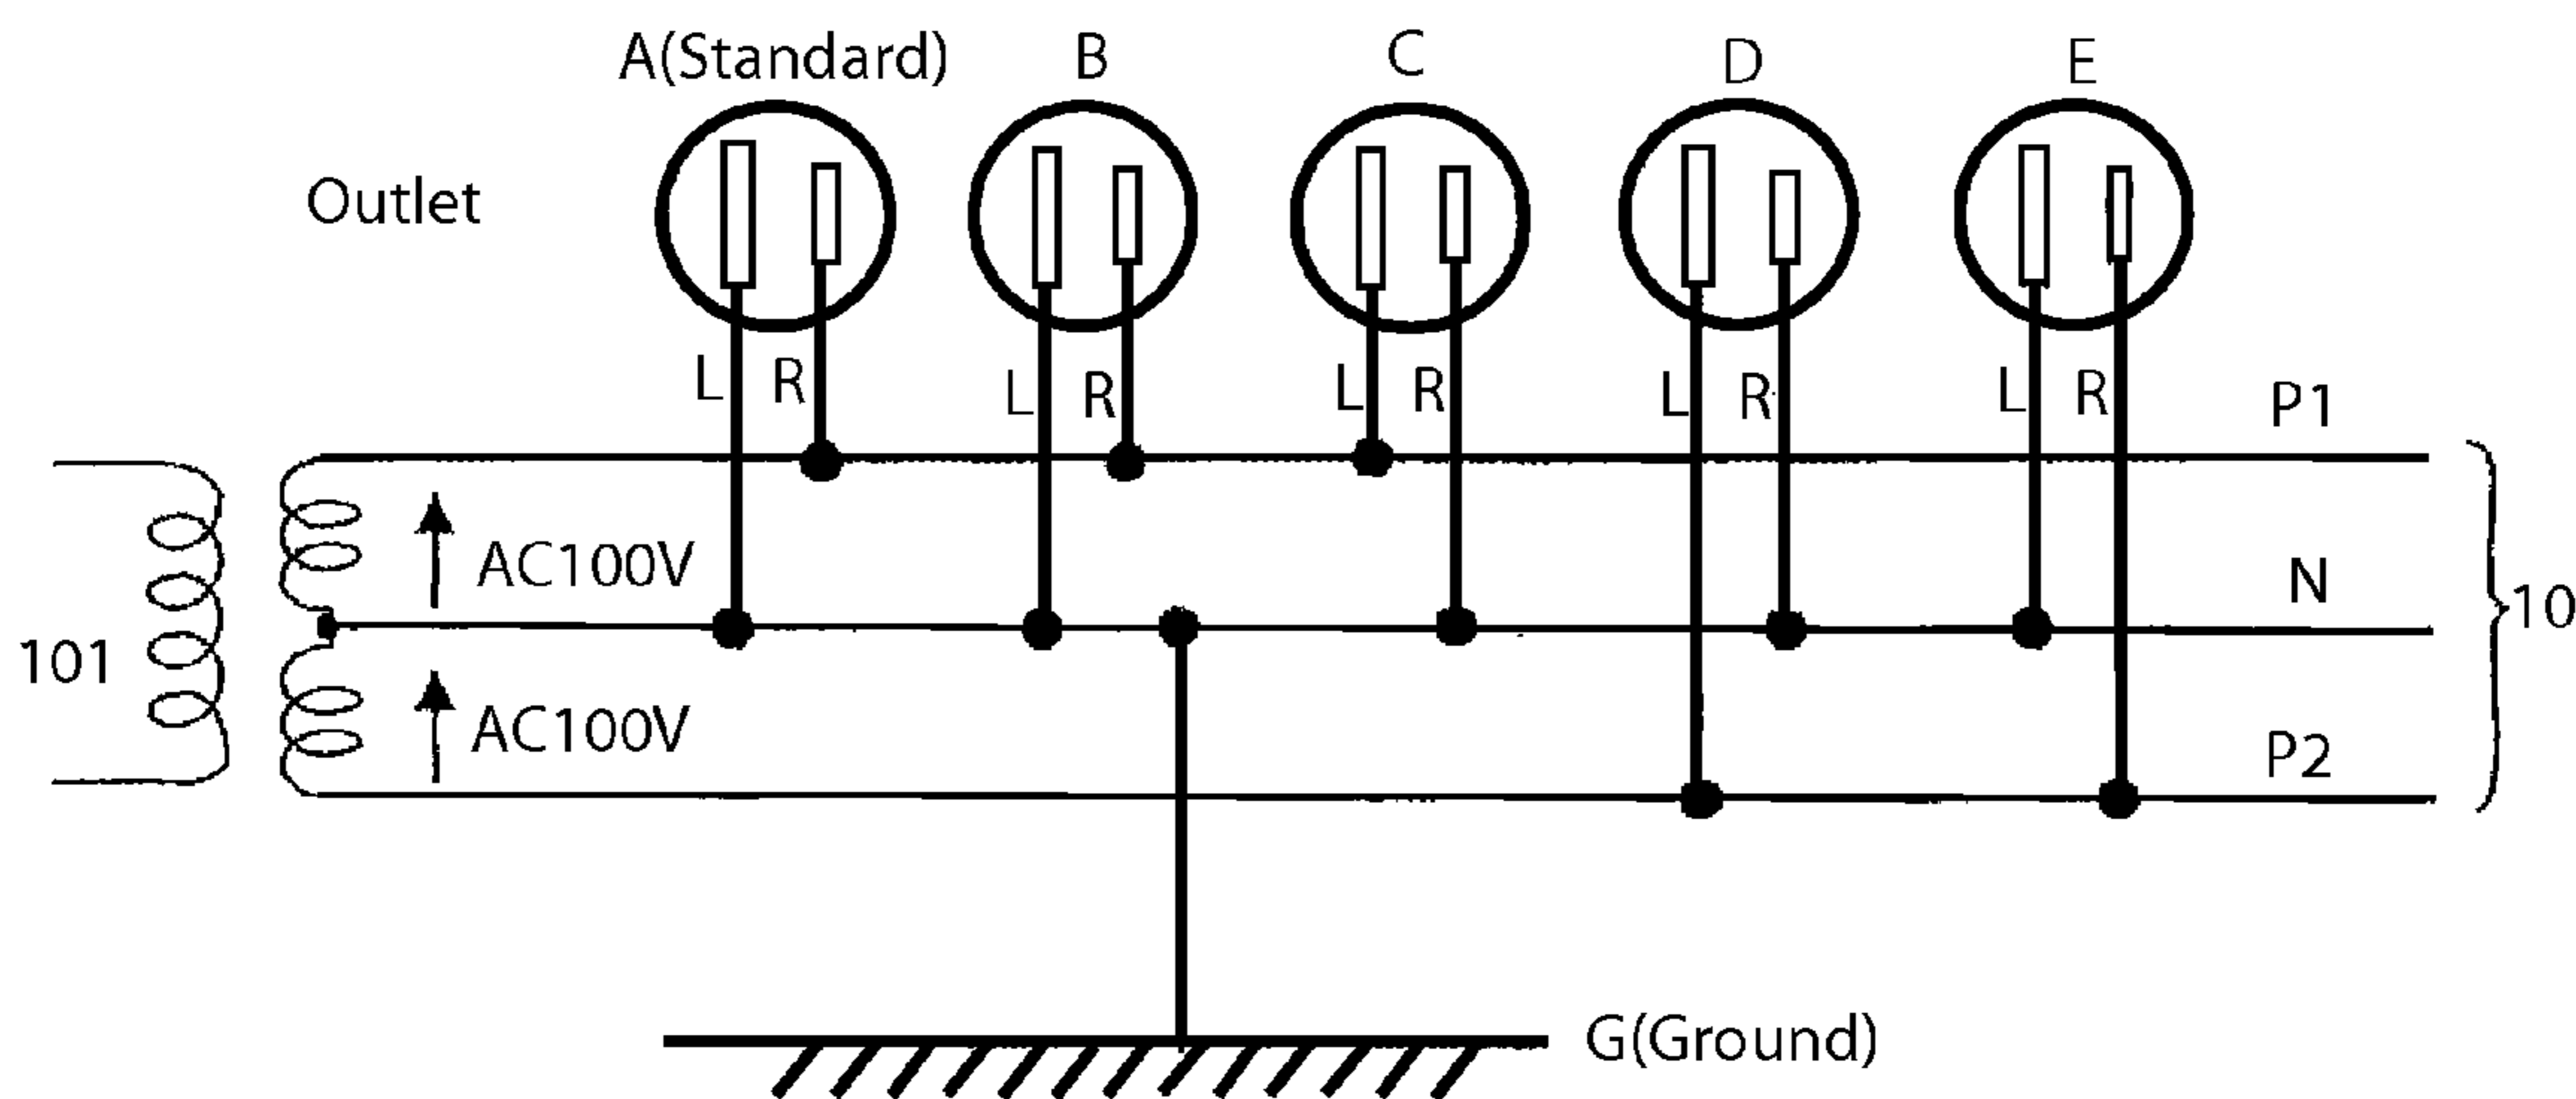 A(Standard) B C D E
Outlet
L R L R L R L R L R
P1
AC100V
N
10
101
AC100V
P2
G(Ground)